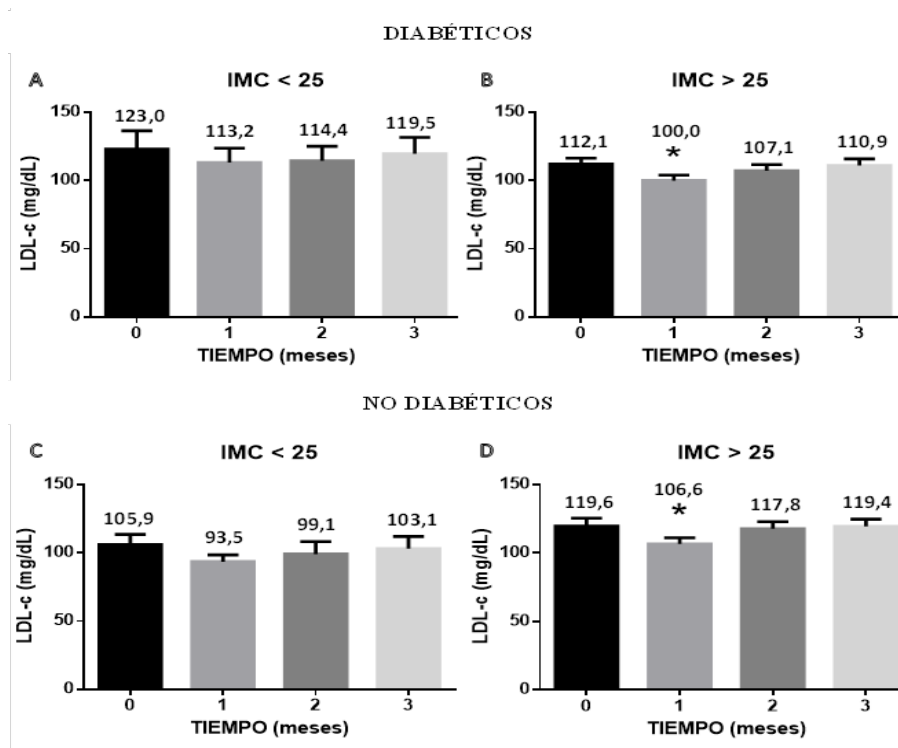 DIABÉTICOS
A
IMC < 25
LDL-c (mg/dL)
150
100
50
0
123,0
113,2
114,4
119,5
0 1 2 3
TIEMPO (meses)
B
IMC > 25
LDL-c (mg/dL)
150
100
50
0
112,1
100,0
*
107,1
110,9
0 1 2 3
TIEMPO (meses)
NO DIABÉTICOS
C
IMC < 25
LDL-c (mg/dL)
150
100
50
0
105,9
93,5
99,1
103,1
0 1 2 3
TIEMPO (meses)
D
IMC > 25
LDL-c (mg/dL)
150
100
50
0
119,6
106,6
*
117,8
119,4
0 1 2 3
TIEMPO (meses)